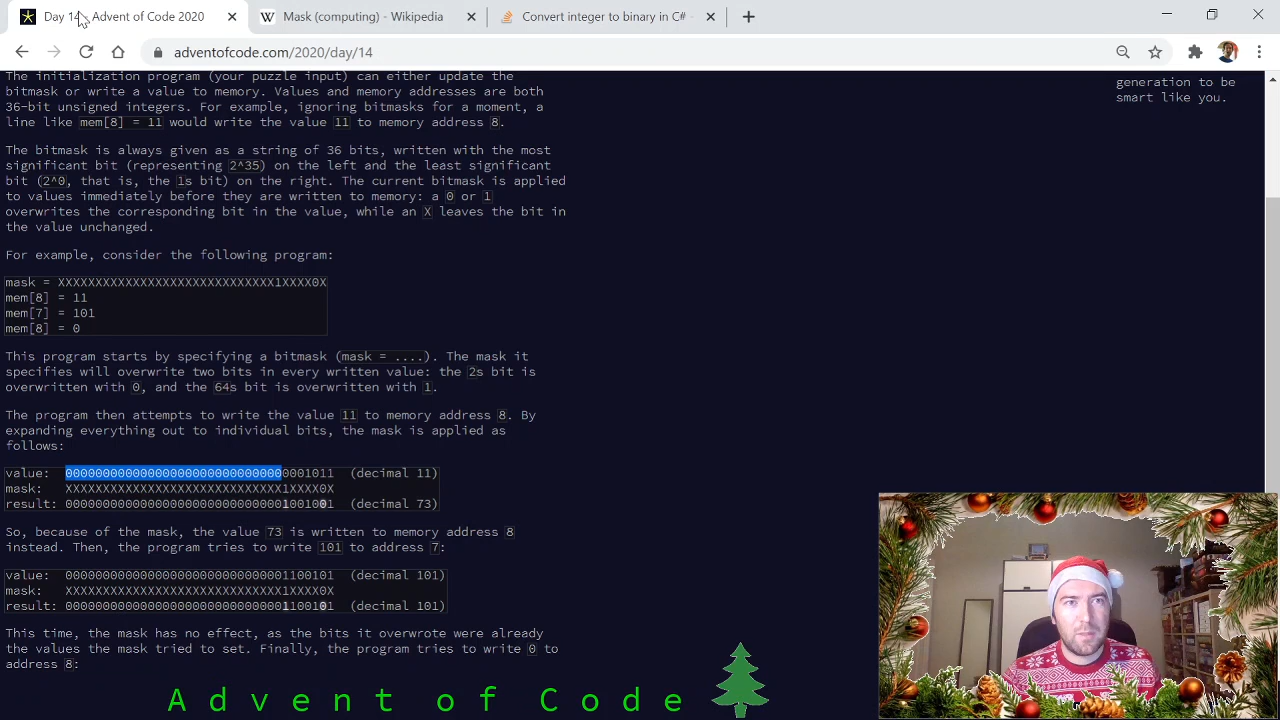 Day 14 - Advent of Code 2020
Mask (computing) - Wikipedia
Convert integer to binary in C# -
adventofcode.com/2020/day/14
The initialization program (your puzzle input) can either update the
bitmask or write a value to memory. Values and memory addresses are both
36-bit unsigned integers. For example, ignoring bitmasks for a moment, a
line like mem[8] = 11 would write the value 11 to memory address 8.
generation to be
smart like you.
The bitmask is always given as a string of 36 bits, written with the most
significant bit (representing 2^35) on the left and the least significant
bit (2^0, that is, the 1s bit) on the right. The current bitmask is applied
to values immediately before they are written to memory: a 0 or 1
overwrites the corresponding bit in the value, while an X leaves the bit in
the value unchanged.
For example, consider the following program:
mask = XXXXXXXXXXXXXXXXXXXXXXXXXXXXX1XXXX0X
mem[8] = 11
mem[7] = 101
mem[8] = 0
This program starts by specifying a bitmask (mask = ....). The mask it
specifies will overwrite two bits in every written value: the 2s bit is
overwritten with 0, and the 64s bit is overwritten with 1.
The program then attempts to write the value 11 to memory address 8. By
expanding everything out to individual bits, the mask is applied as
follows:
value: 000000000000000000000000000000001011 (decimal 11)
mask: XXXXXXXXXXXXXXXXXXXXXXXXXXXXX1XXXX0X
result: 000000000000000000000000000001001001 (decimal 73)
So, because of the mask, the value 73 is written to memory address 8
instead. Then, the program tries to write 101 to address 7:
value: 000000000000000000000000000001100101 (decimal 101)
mask: XXXXXXXXXXXXXXXXXXXXXXXXXXXXX1XXXX0X
result: 000000000000000000000000000001100101 (decimal 101)
This time, the mask has no effect, as the bits it overwrote were already
the values the mask tried to set. Finally, the program tries to write 0 to
address 8:
Advent of Code